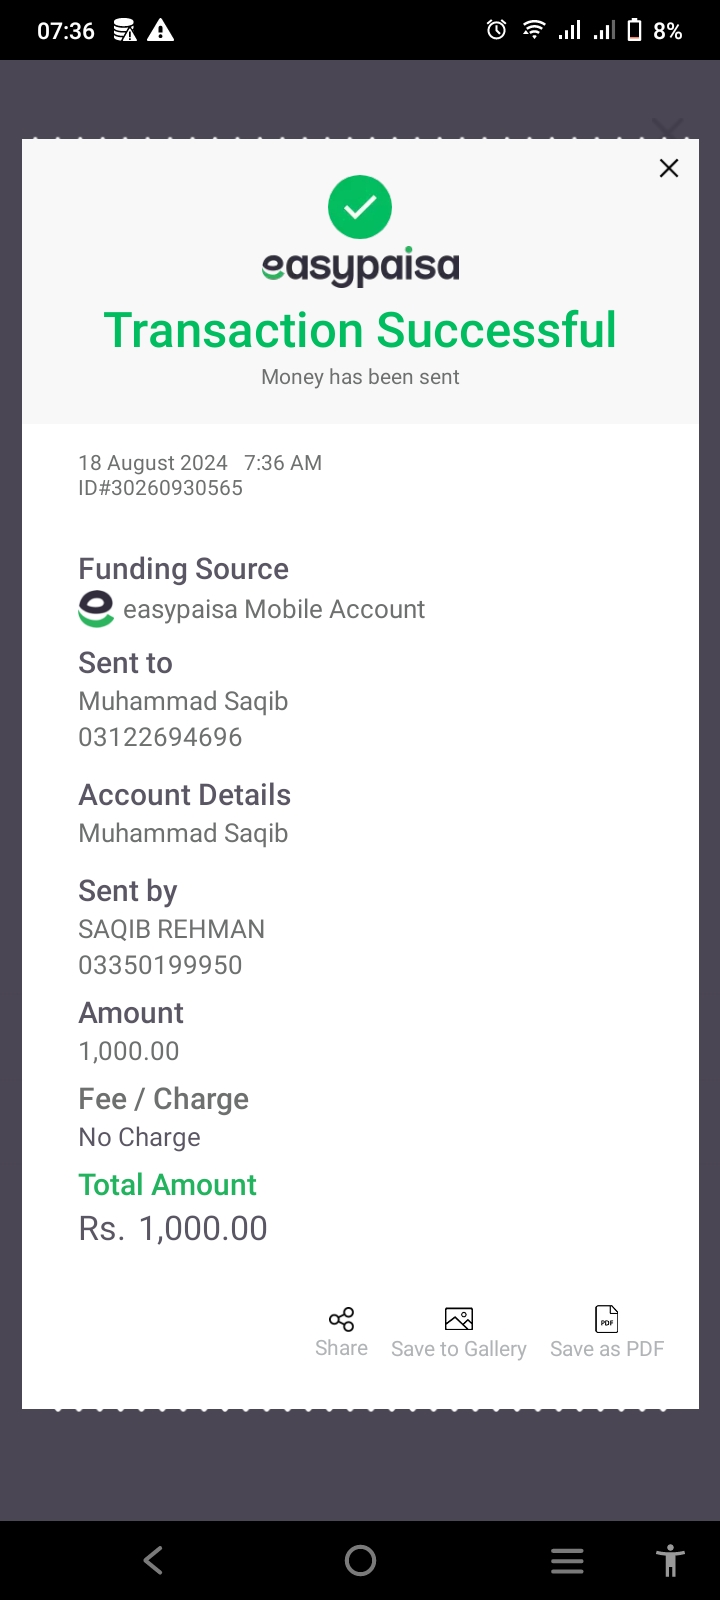 07:36
8%
easypaisa
Transaction Successful
Money has been sent
18 August 2024 7:36 AM
ID#30260930565
Funding Source
easypaisa Mobile Account
Sent to
Muhammad Saqib
03122694696
Account Details
Muhammad Saqib
Sent by
SAQIB REHMAN
03350199950
Amount
1,000.00
Fee / Charge
No Charge
Total Amount
Rs. 1,000.00
PDF
Share Save to Gallery Save as PDF